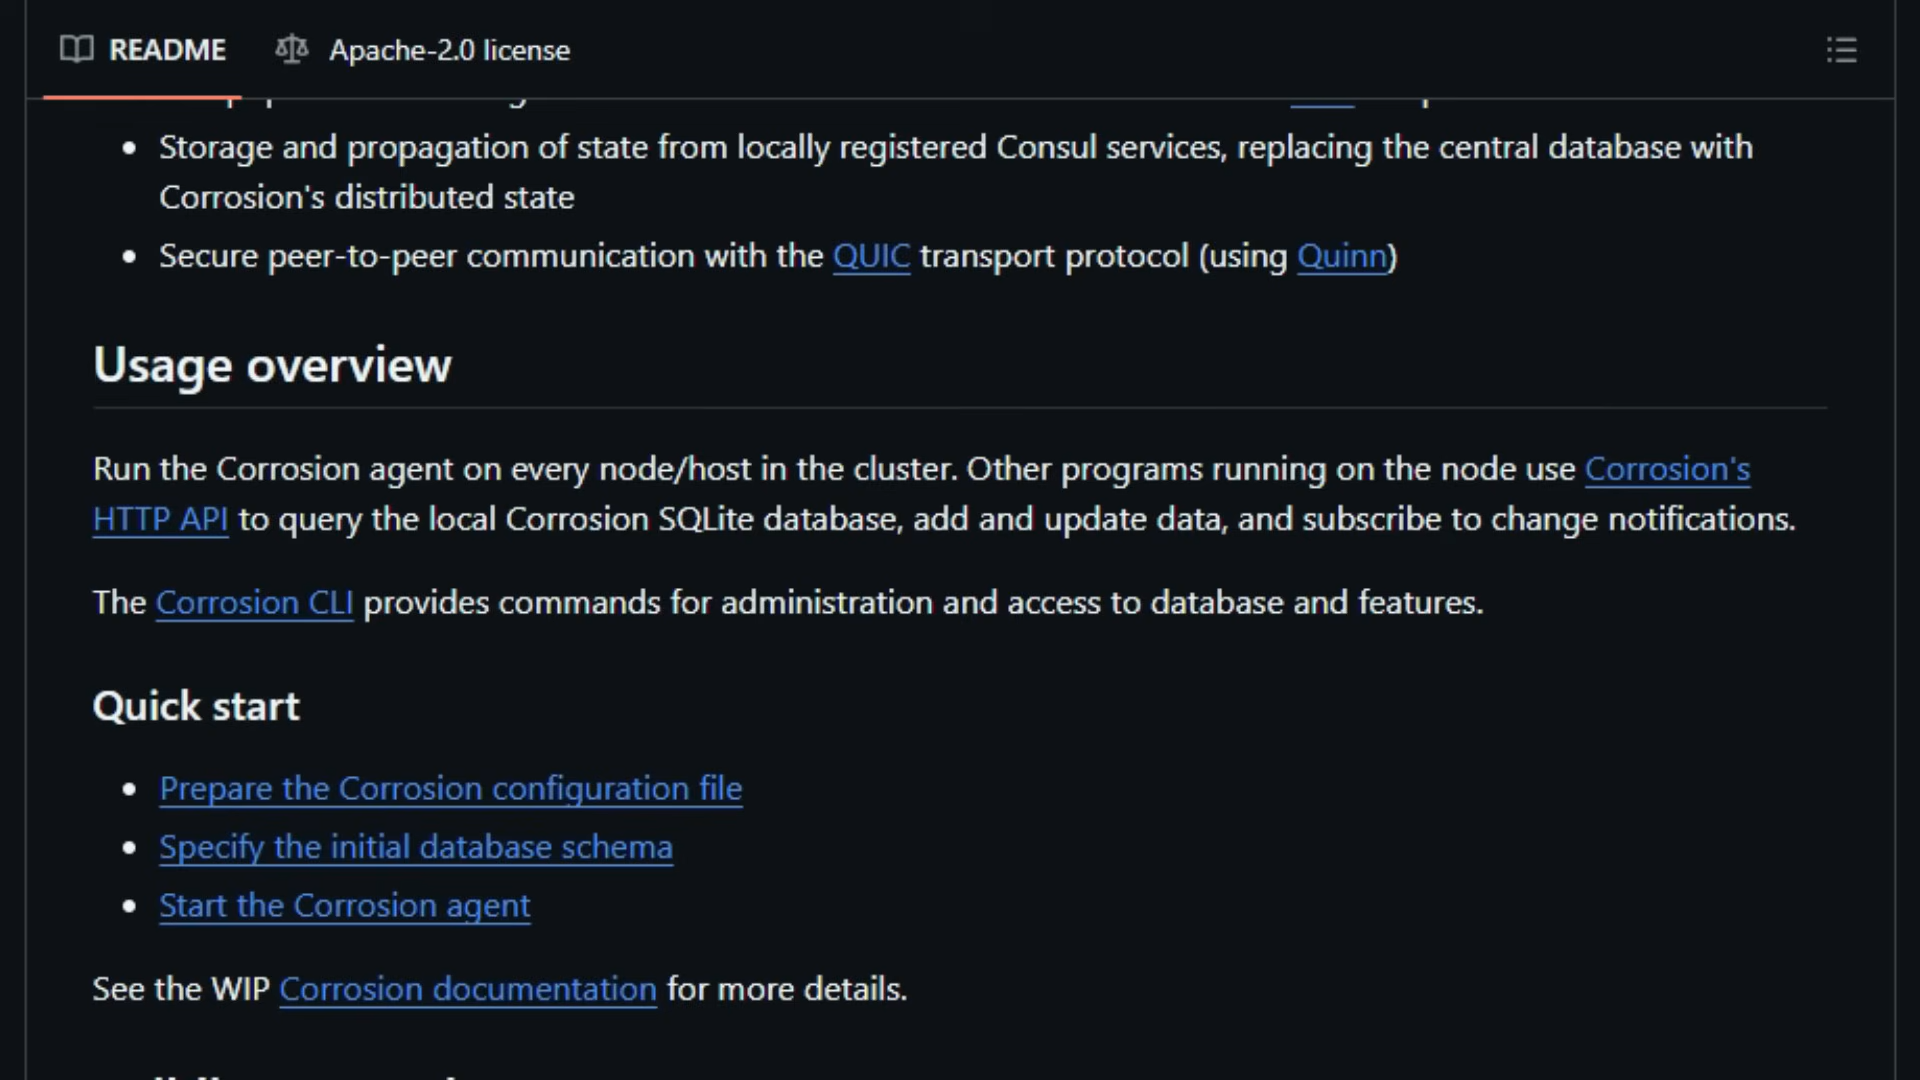 README Apache-2.0 license
Storage and propagation of state from locally registered Consul services, replacing the central database with
Corrosion's distributed state
Secure peer-to-peer communication with the QUIC transport protocol (using Quinn)
Usage overview
Run the Corrosion agent on every node/host in the cluster. Other programs running on the node use Corrosion's
HTTP API to query the local Corrosion SQLite database, add and update data, and subscribe to change notifications.
The Corrosion CLI provides commands for administration and access to database and features.
Quick start
Prepare the Corrosion configuration file
Specify the initial database schema
Start the Corrosion agent
See the WIP Corrosion documentation for more details.